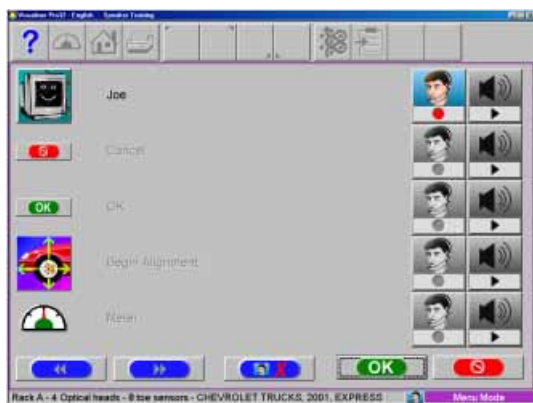 Visualiner Pro32 - English - Speaker Training
?
Joe
Cancel
OK
OK
Begin Alignment
OK
Rack A - 4 Optical heads - 8 toe sensors - CHEVROLET TRUCKS, 2001, EXPRESS
Menu Mode